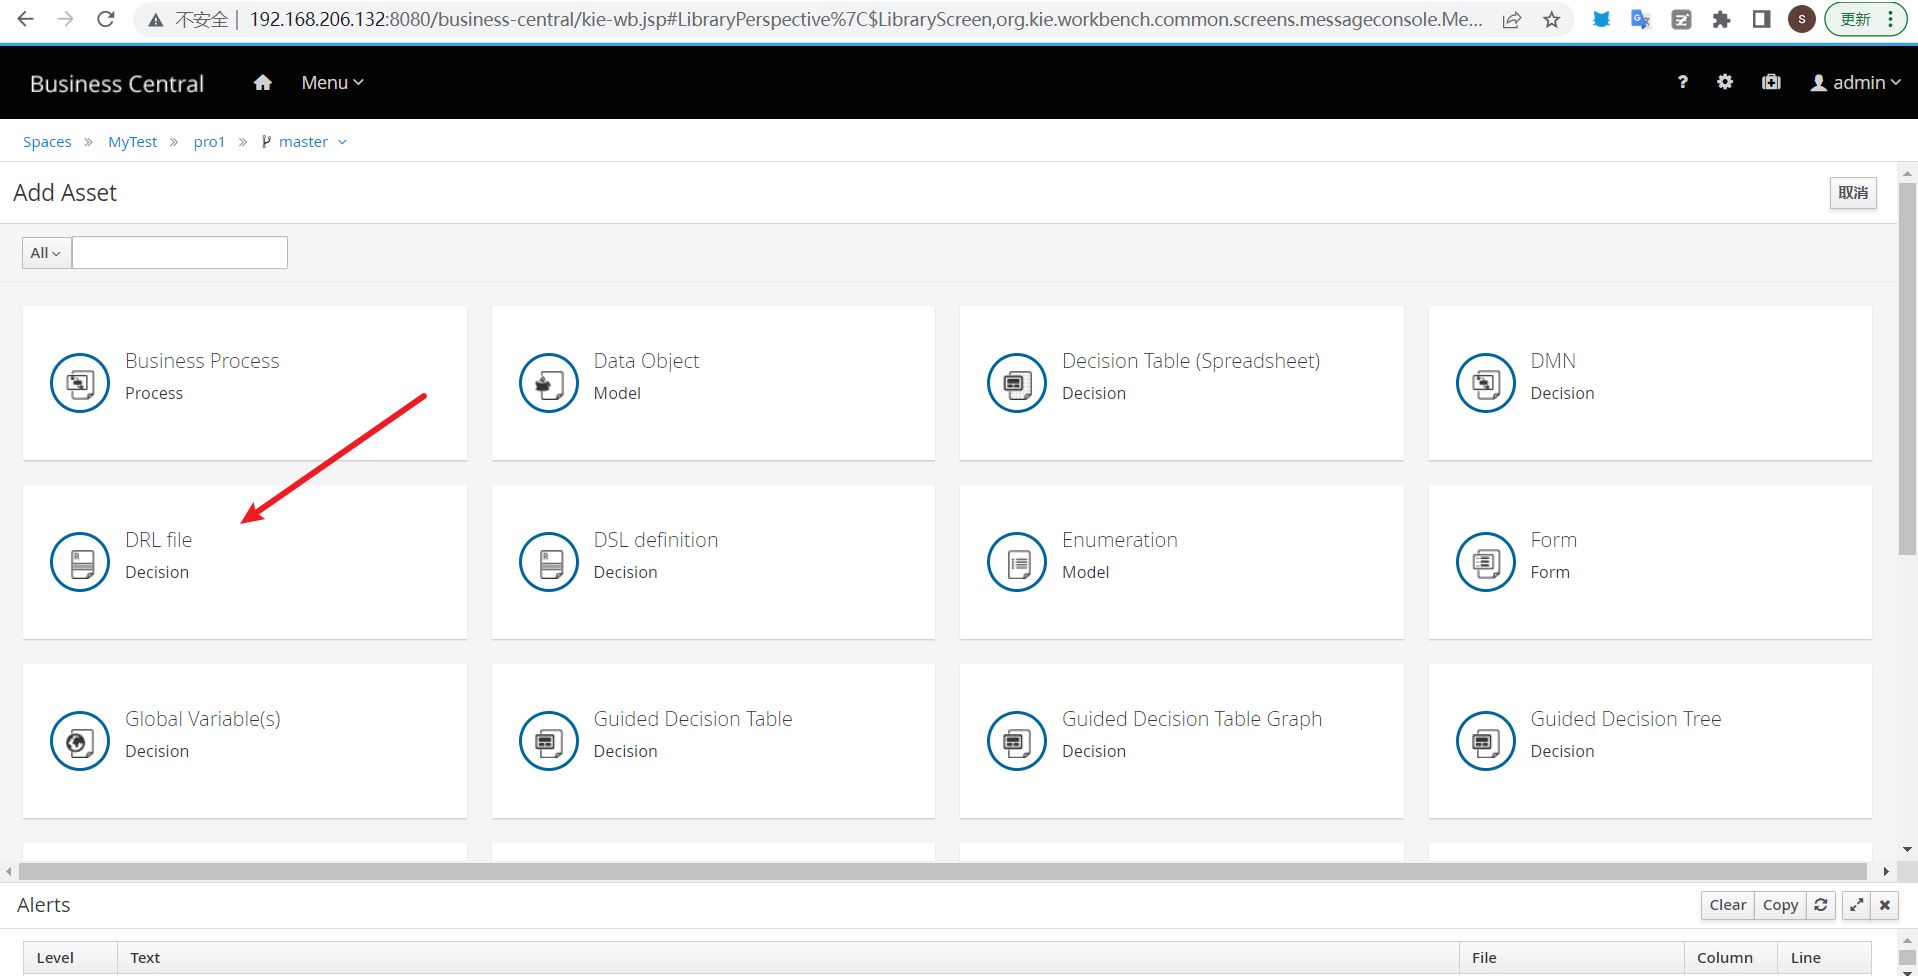 不安全 | 192.168.206.132:8080/business-central/kie-wb.jsp#LibraryPerspective%7C$LibraryScreen,org.kie.workbench.common.screens.messageconsole.Me... S 更新
Business Central Menu ? admin
Spaces » MyTest » pro1 » master
Add Asset 取消
All
Business Process Data Object Decision Table (Spreadsheet) DMN
Process Model Decision Decision
DRL file DSL definition Enumeration Form
Decision Decision Model Form
Global Variable(s) Guided Decision Table Guided Decision Table Graph Guided Decision Tree
Decision Decision Decision Decision
Alerts Clear Copy
Level Text File Column Line